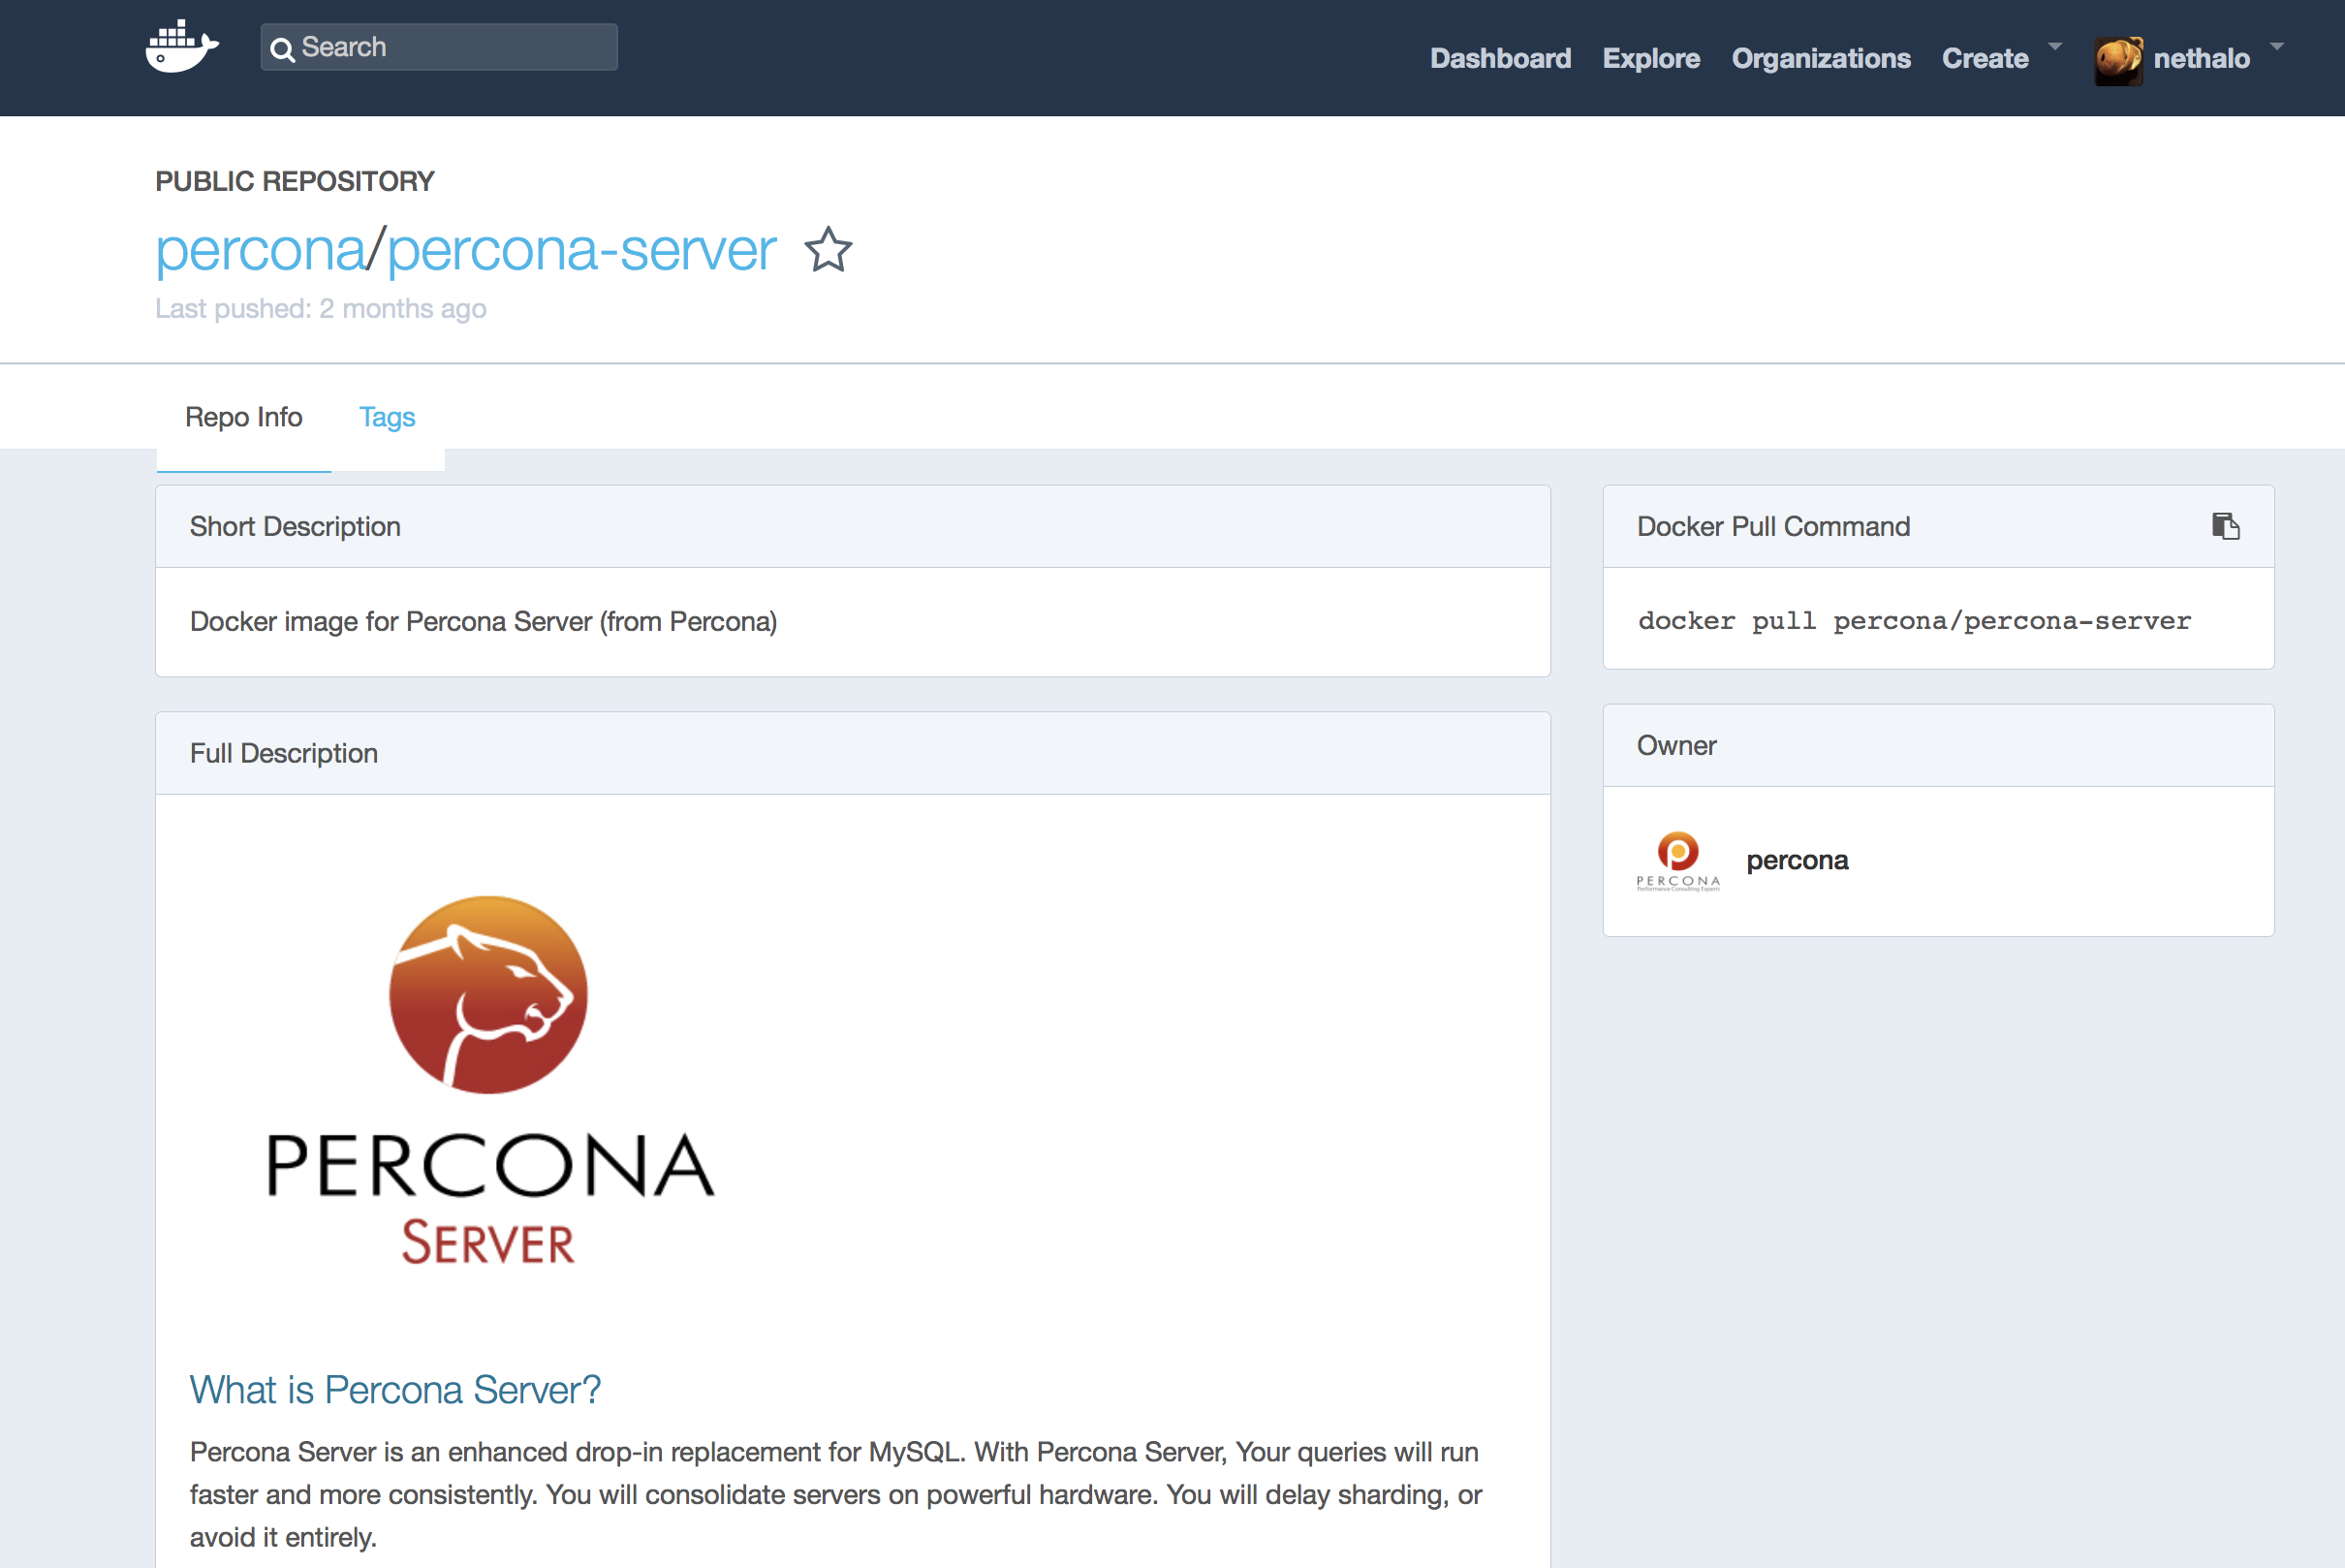 Search
Dashboard Explore Organizations Create nethalo
PUBLIC REPOSITORY
percona/percona-server
Last pushed: 2 months ago
Repo Info Tags
Short Description
Docker image for Percona Server (from Percona)
Docker Pull Command
docker pull percona/percona-server
Owner
PERCONA
Performance Consulting Experts
percona
Full Description
PERCONA
SERVER
What is Percona Server?
Percona Server is an enhanced drop-in replacement for MySQL. With Percona Server, Your queries will run
faster and more consistently. You will consolidate servers on powerful hardware. You will delay sharding, or
avoid it entirely.